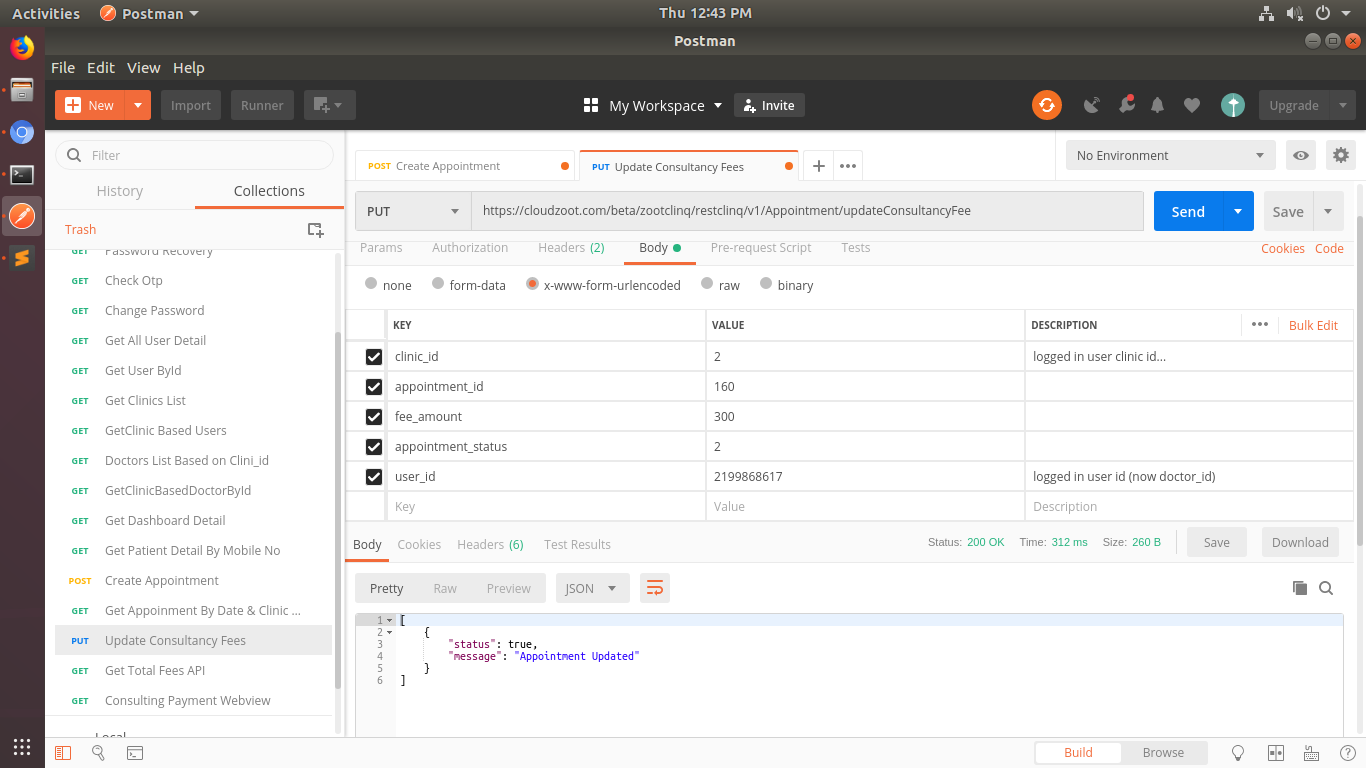 Activities Postman Thu 12:43 PM
Postman
File Edit View Help
New Import Runner My Workspace Invite Upgrade
Filter
History Collections
Trash
GET Password Recovery
GET Check Otp
GET Change Password
GET Get All User Detail
GET Get User ById
GET Get Clinics List
GET GetClinic Based Users
GET Doctors List Based on Clini_id
GET GetClinicBasedDoctorById
GET Get Dashboard Detail
GET Get Patient Detail By Mobile No
POST Create Appointment
GET Get Appoinment By Date & Clinic ...
PUT Update Consultancy Fees
GET Get Total Fees API
GET Consulting Payment Webview
Local
POST Create Appointment PUT Update Consultancy Fees + ••• No Environment
PUT https://cloudzoot.com/beta/zootclinq/restclinq/v1/Appointment/updateConsultancyFee Send Save
Params Authorization Headers (2) Body Pre-request Script Tests Cookies Code
none form-data x-www-form-urlencoded raw binary
KEY VALUE DESCRIPTION ••• Bulk Edit
clinic_id 2 logged in user clinic id...
appointment_id 160
fee_amount 300
appointment_status 2
user_id 2199868617 logged in user id (now doctor_id)
Key Value Description
Body Cookies Headers (6) Test Results Status: 200 OK Time: 312 ms Size: 260 B Save Download
Pretty Raw Preview JSON
1 [
2 {
3 "status": true,
4 "message": "Appointment Updated"
5 }
6 ]
Build Browse